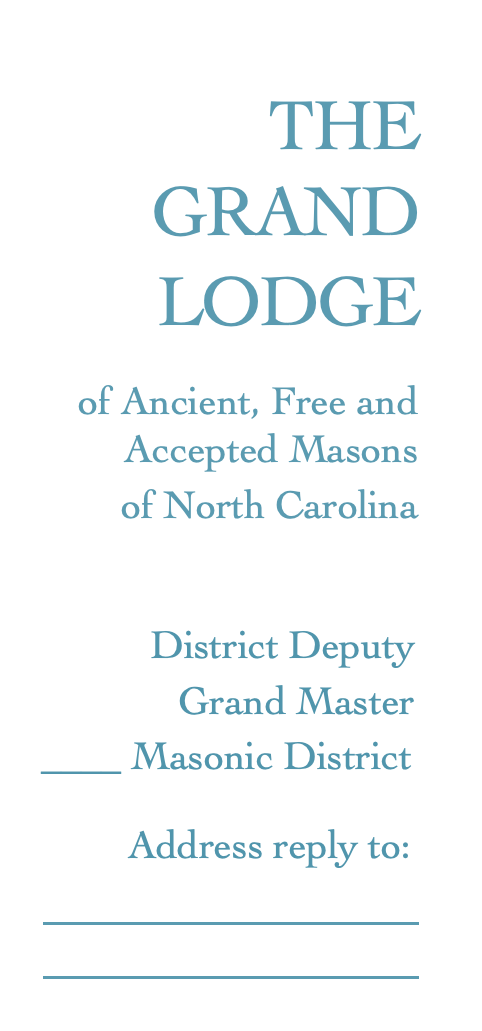 THE
GRAND
LODGE
of Ancient, Free and
Accepted Masons
of North Carolina
District Deputy
Grand Master
____ Masonic District
Address reply to: